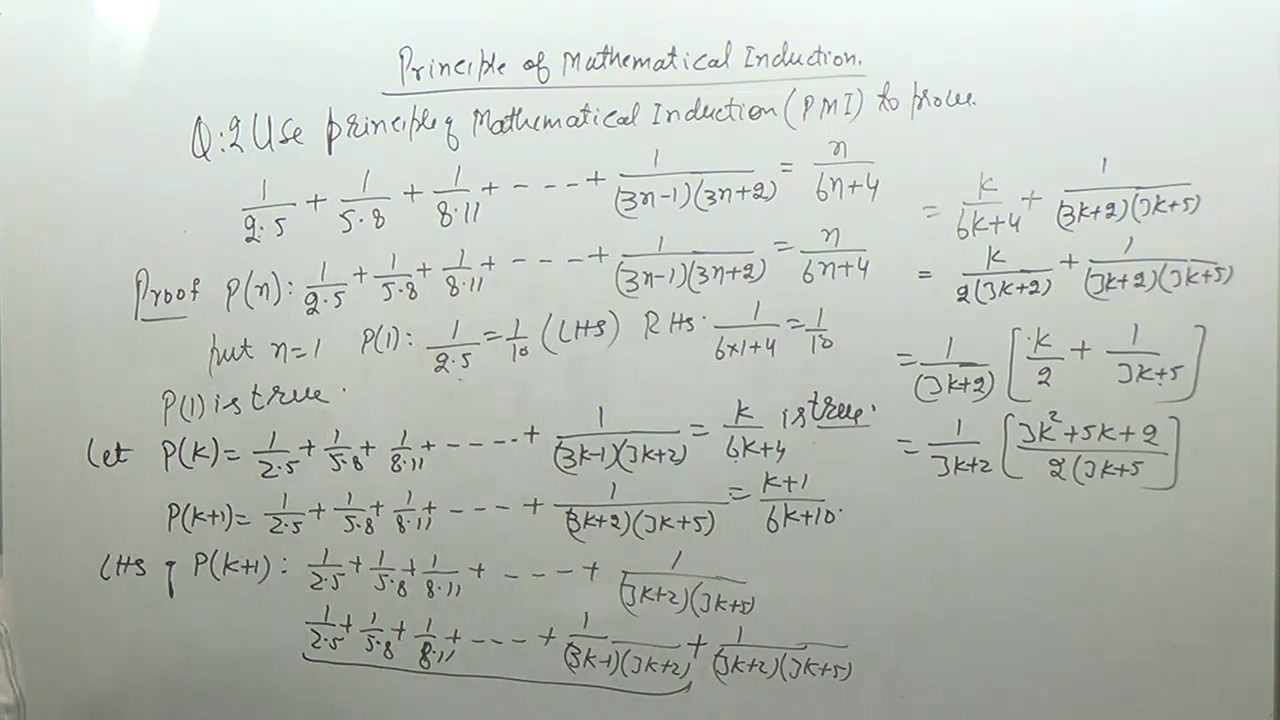 Principle of Mathematical Induction.
Q:2 Use principle of Mathematical Induction (PMI) to prove.
1/2·5 + 1/5·8 + 1/8·11 + - - - + 1/(3n-1)(3n+2) = n/6n+4
Proof P(n): 1/2·5 + 1/5·8 + 1/8·11 + - - - - + 1/(3n-1)(3n+2) = n/6n+4
put n=1 P(1): 1/2·5 = 1/10 (LHS) RHS· 1/6×1+4 = 1/10
P(1) is true.
Let P(k) = 1/2·5 + 1/5·8 + 1/8·11 + - - - - - + 1/(3k-1)(3k+2) = k/6k+4 is true.
P(k+1) = 1/2·5 + 1/5·8 + 1/8·11 + - - - - + 1/(3k+2)(3k+5) = k+1/6k+10.
LHS of P(k+1): 1/2·5 + 1/5·8 + 1/8·11 + - - - + 1/(3k+2)(3k+5)
1/2·5 + 1/5·8 + 1/8·11 + - - - - + 1/(3k-1)(3k+2) + 1/(3k+2)(3k+5)
= k/6k+4 + 1/(3k+2)(3k+5)
= k/2(3k+2) + 1/(3k+2)(3k+5)
= 1/(3k+2) [k/2 + 1/3k+5]
= 1/3k+2 [3k²+5k+2/2(3k+5]